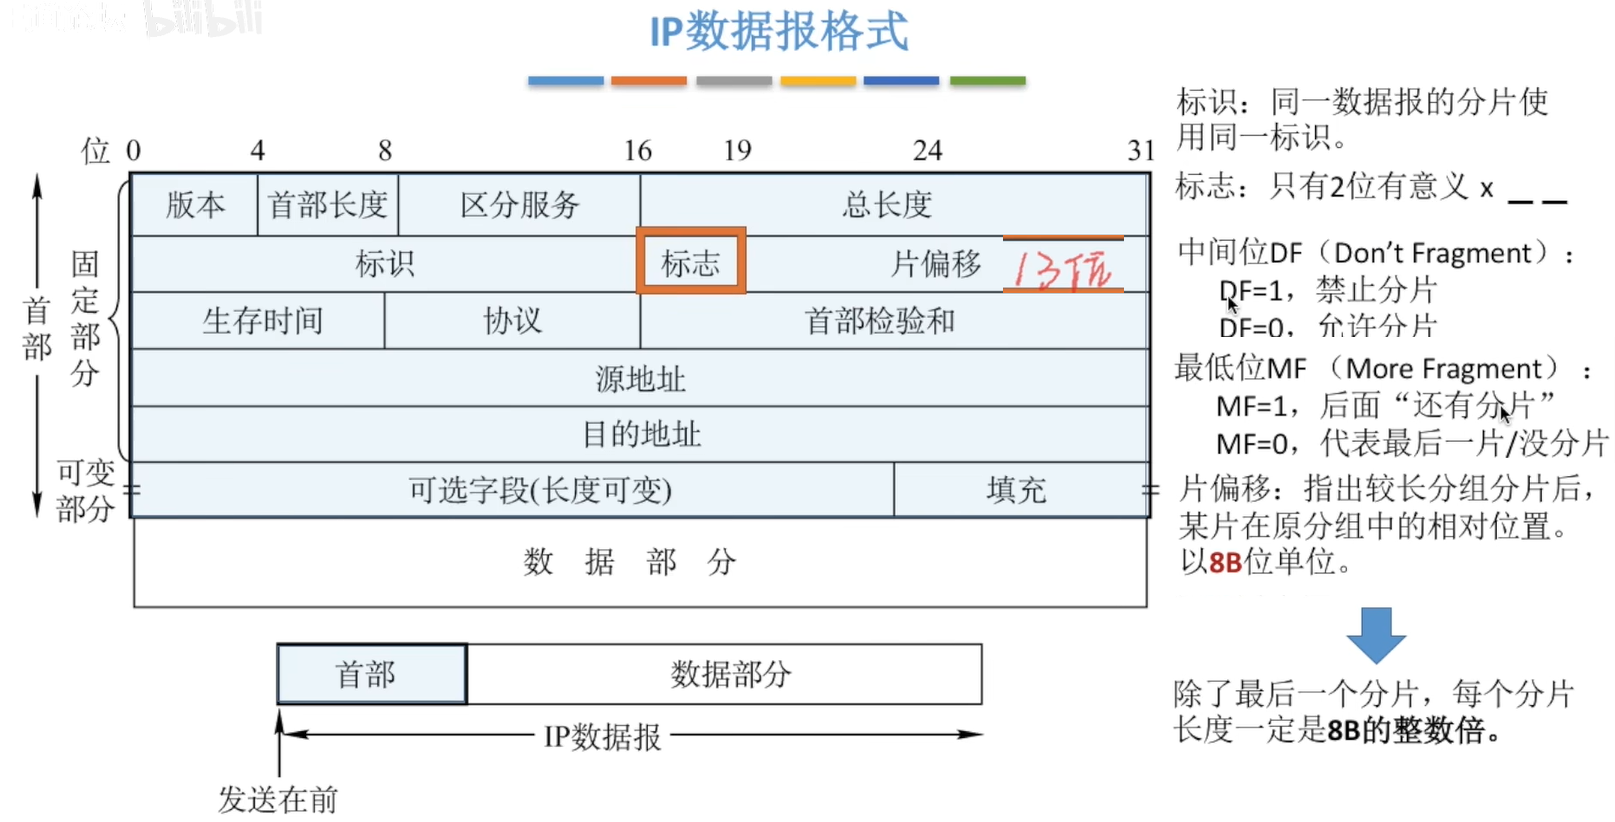 bilibili
IP数据报格式
位 0 4 8 16 19 24 31
版本 首部长度 区分服务 总长度
标识 标志 片偏移 13位
生存时间 协议 首部检验和
源地址
目的地址
可选字段(长度可变) 填充
数 据 部 分
首部
固定部分
可变
部分
首部 数据部分
IP数据报
发送在前
标识：同一数据报的分片使
用同一标识。
标志：只有2位有意义 x _ _
中间位DF（Don’t Fragment）：
DF=1，禁止分片
DF=0，允许分片
最低位MF （More Fragment）：
MF=1，后面“还有分片”
MF=0，代表最后一片/没分片
片偏移：指出较长分组分片后，
某片在原分组中的相对位置。
以8B位单位。
除了最后一个分片，每个分片
长度一定是8B的整数倍。